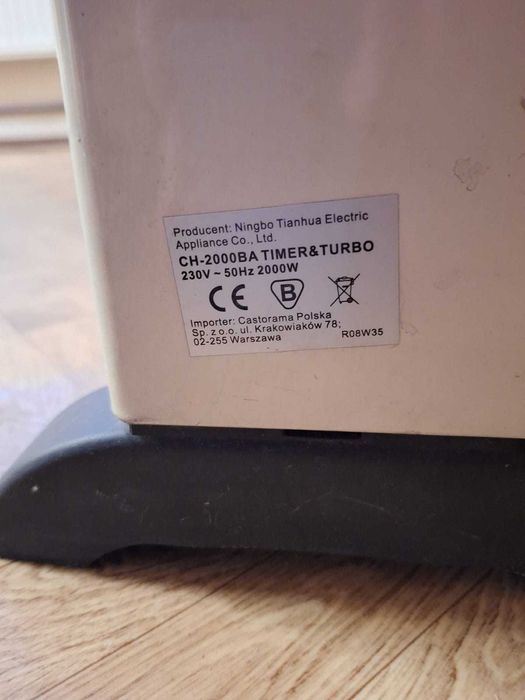 Producent: Ningbo Tianhua Electric
Appliance Co., Ltd.
CH-2000BA TIMER&TURBO
230V ~ 50Hz 2000W
CE B
Importer: Castorama Polska
Sp. z o.o. ul. Krakowiaków 78;
02-255 Warszawa R08W35